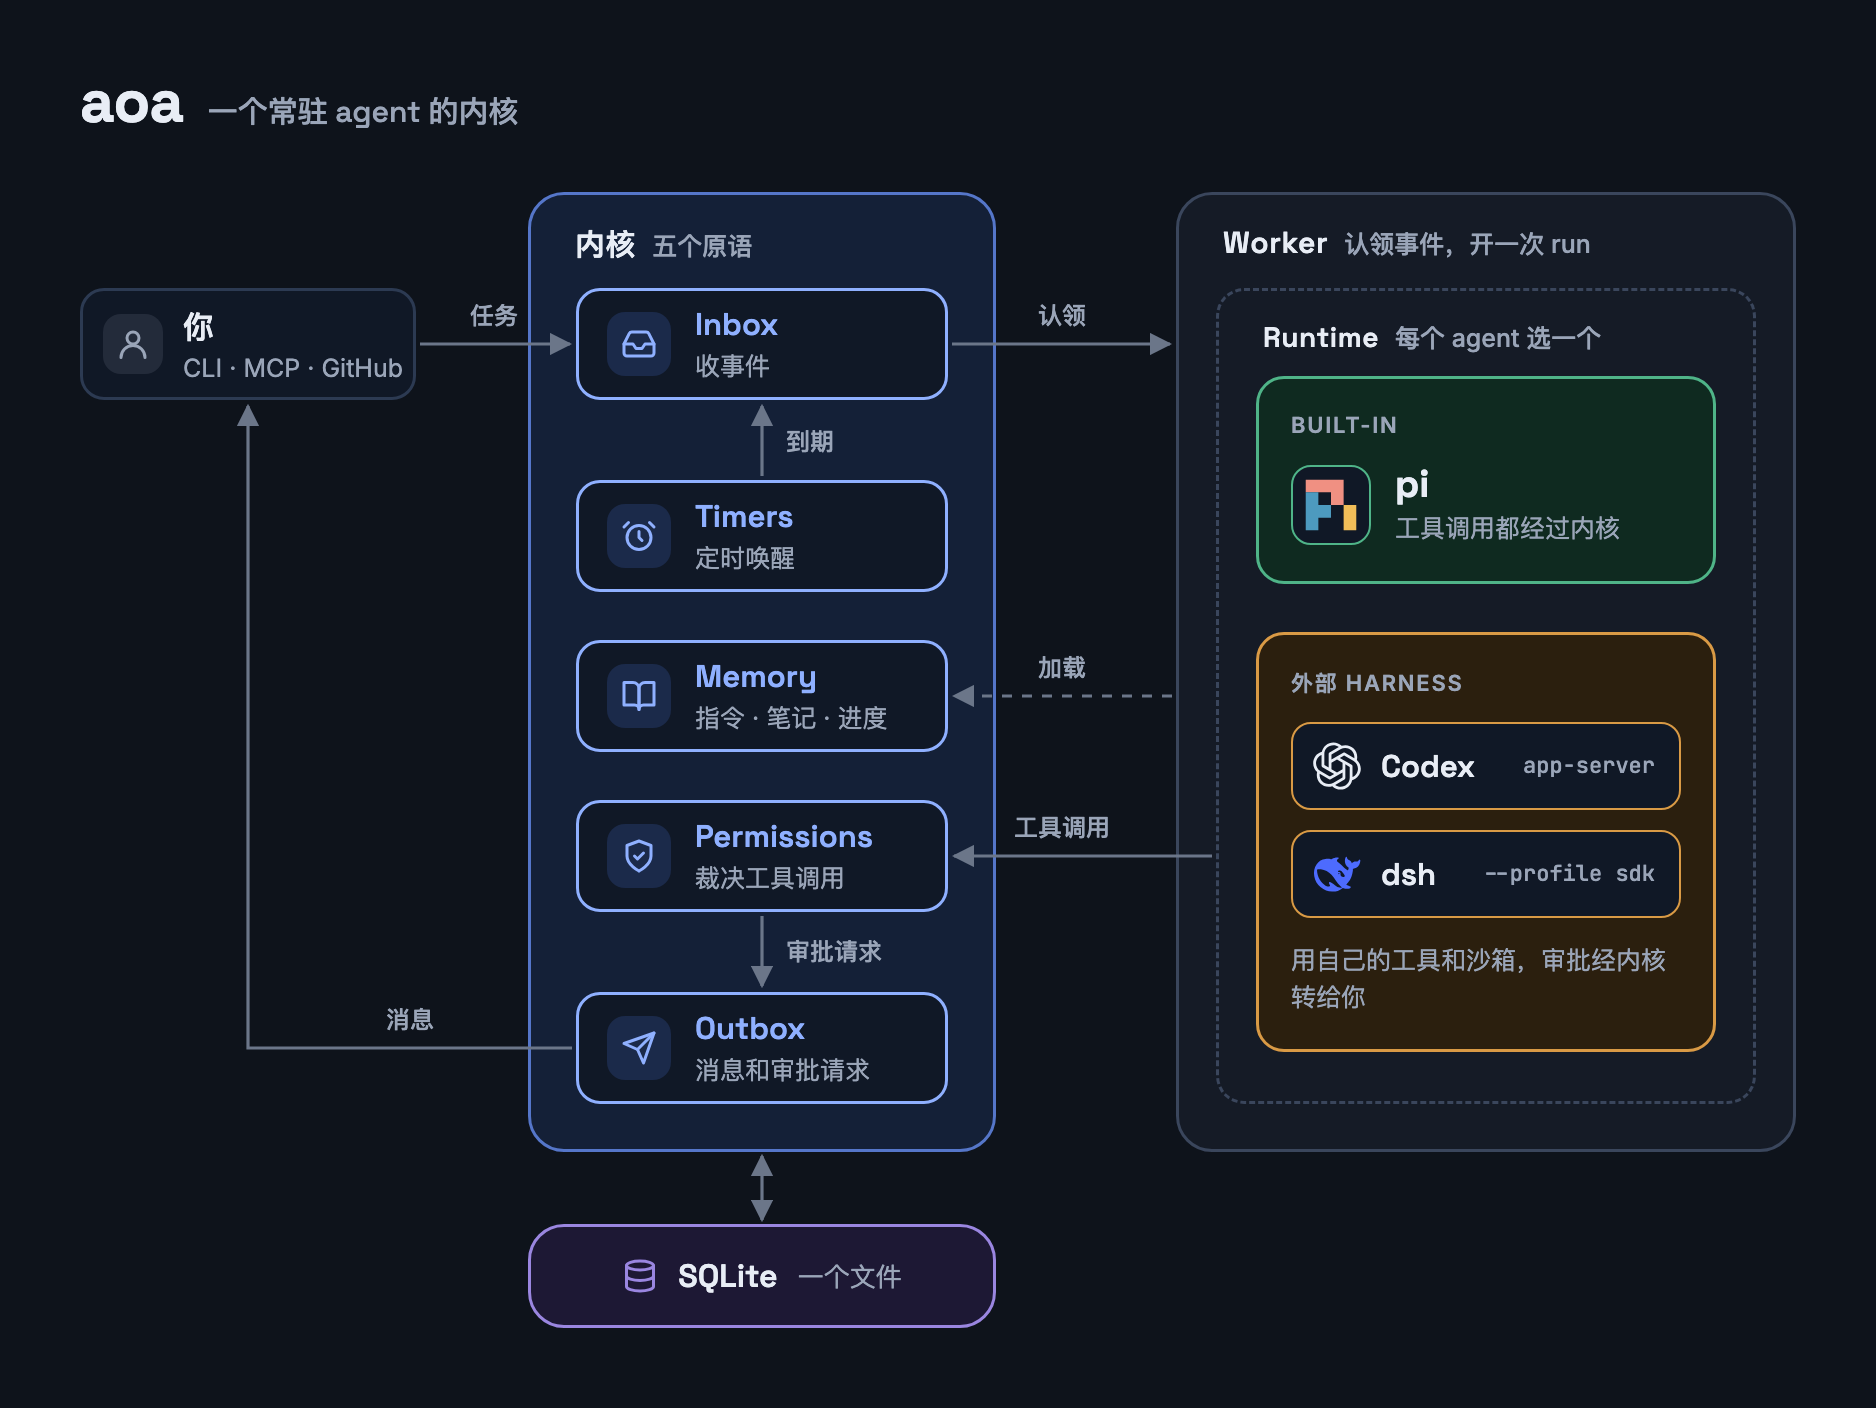 aoa 一个常驻 agent 的内核
你
CLI · MCP · GitHub
任务
消息
内核 五个原语
Inbox
收事件
到期
Timers
定时唤醒
Memory
指令 · 笔记 · 进度
Permissions
裁决工具调用
审批请求
Outbox
消息和审批请求
SQLite 一个文件
认领
加载
工具调用
Worker 认领事件，开一次 run
Runtime 每个 agent 选一个
BUILT-IN
pi
工具调用都经过内核
外部 HARNESS
Codex app-server
dsh --profile sdk
用自己的工具和沙箱，审批经内核
转给你